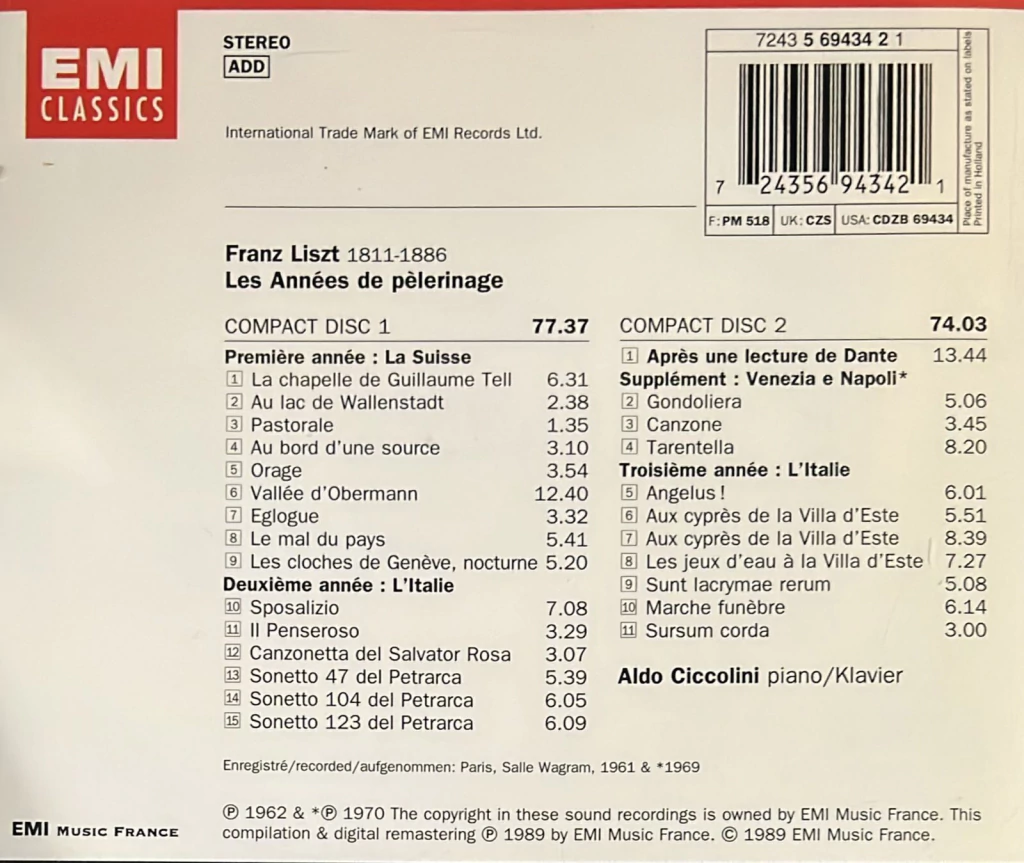 EMI
CLASSICS
STEREO
ADD
International Trade Mark of EMI Records Ltd.
7243 5 69434 2 1
7 24356 94342 1
F: PM 518 UK: CZS USA: CDZB 69434
Place of manufacture as stated on labels
Printed in Holland
Franz Liszt 1811-1886
Les Années de pèlerinage
COMPACT DISC 1 77.37
Première année : La Suisse
1 La chapelle de Guillaume Tell 6.31
2 Au lac de Wallenstadt 2.38
3 Pastorale 1.35
4 Au bord d'une source 3.10
5 Orage 3.54
6 Vallée d'Obermann 12.40
7 Eglogue 3.32
8 Le mal du pays 5.41
9 Les cloches de Genève, nocturne 5.20
Deuxième année : L'Italie
10 Sposalizio 7.08
11 Il Penseroso 3.29
12 Canzonetta del Salvator Rosa 3.07
13 Sonetto 47 del Petrarca 5.39
14 Sonetto 104 del Petrarca 6.05
15 Sonetto 123 del Petrarca 6.09
COMPACT DISC 2 74.03
1 Après une lecture de Dante 13.44
Supplément : Venezia e Napoli*
2 Gondoliera 5.06
3 Canzone 3.45
4 Tarentella 8.20
Troisième année : L'Italie
5 Angelus ! 6.01
6 Aux cyprès de la Villa d'Este 5.51
7 Aux cyprès de la Villa d'Este 8.39
8 Les jeux d'eau à la Villa d'Este 7.27
9 Sunt lacrymae rerum 5.08
10 Marche funèbre 6.14
11 Sursum corda 3.00
Aldo Ciccolini piano/Klavier
Enregistré/recorded/aufgenommen: Paris, Salle Wagram, 1961 & *1969
℗ 1962 & *℗ 1970 The copyright in these sound recordings is owned by EMI Music France. This
compilation & digital remastering ℗ 1989 by EMI Music France. © 1989 EMI Music France.
EMI MUSIC FRANCE